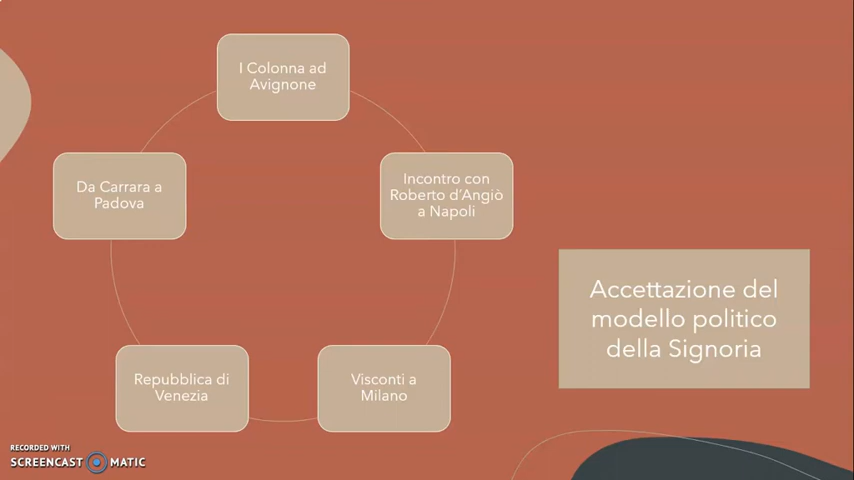 I Colonna ad
Avignone
Incontro con
Roberto d'Angiò
a Napoli
Visconti a
Milano
Repubblica di
Venezia
Da Carrara a
Padova
Accettazione del
modello politico
della Signoria
RECORDED WITH
SCREENCAST MATIC